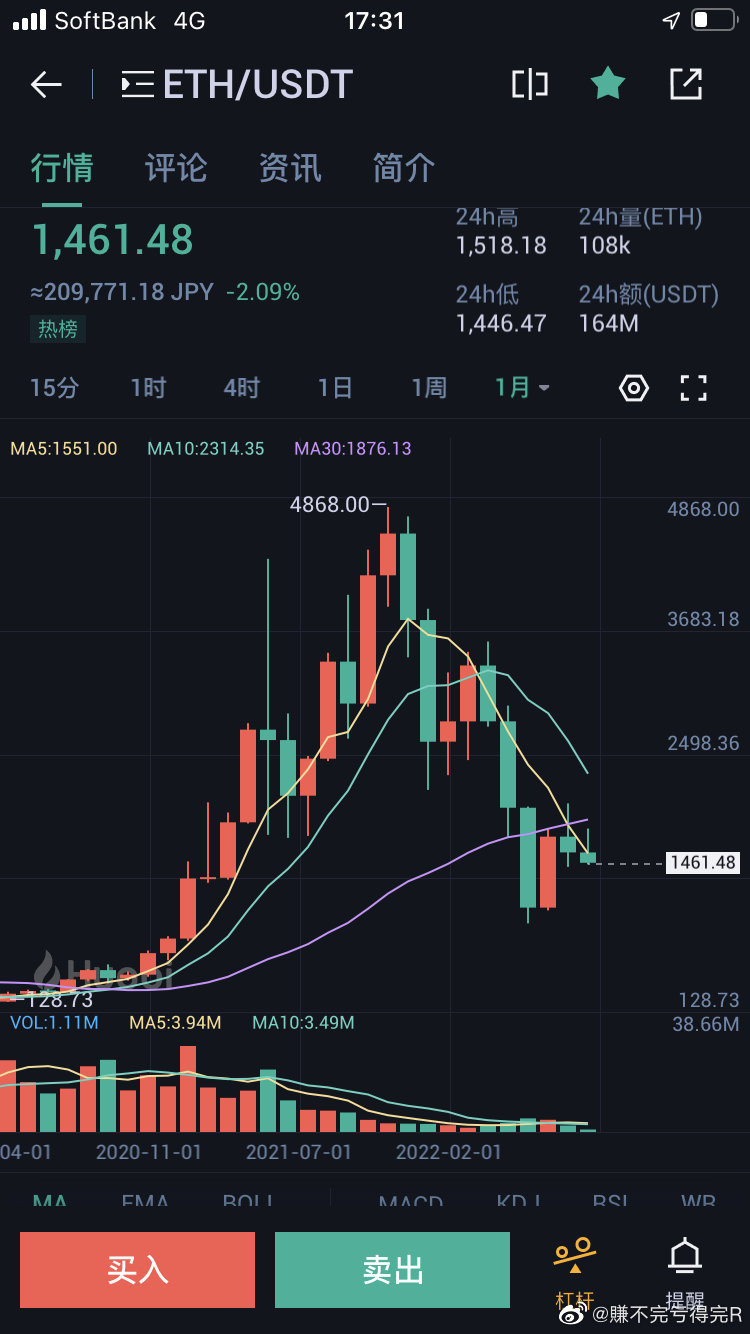 SoftBank 4G 17:31
ETH/USDT
行情 评论 资讯 简介
1,461.48
24h高 24h量(ETH)
1,518.18 108k
≈209,771.18 JPY -2.09%
24h低 24h额(USDT)
1,446.47 164M
热榜
15分 1时 4时 1日 1周 1月
MA5:1551.00 MA10:2314.35 MA30:1876.13
4868.00
4868.00
3683.18
2498.36
1461.48
Huobi
128.73
128.73
VOL:1.11M MA5:3.94M MA10:3.49M
38.66M
04-01 2020-11-01 2021-07-01 2022-02-01
MA EMA BOLL MACD KDJ RSI WR
买入 卖出
杠杆 提醒
@賺不完亏得完R